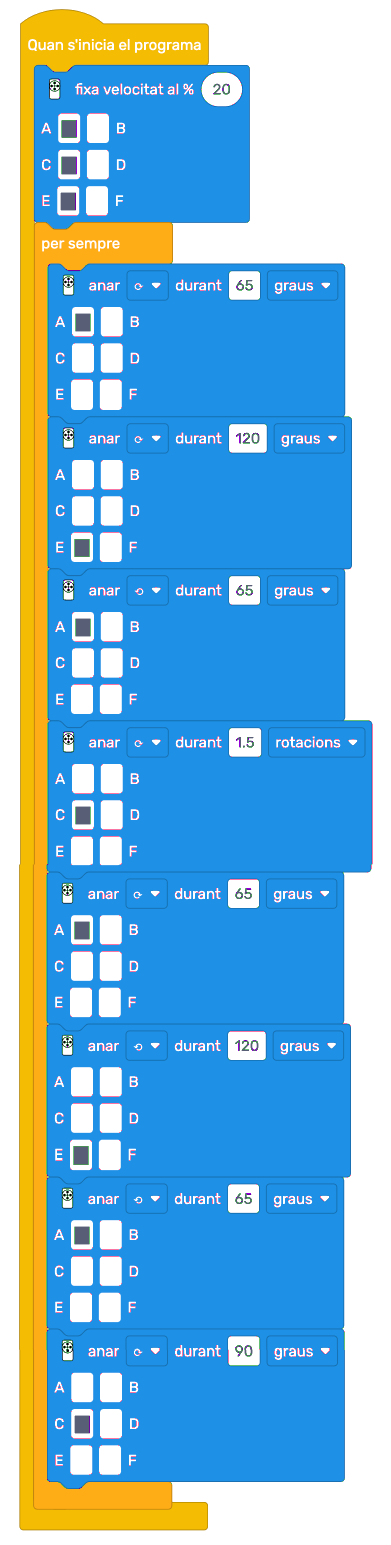 Quan s'inicia el programa
fixa velocitat al % 20
A B
C D
E F
per sempre
anar durant 65 graus
A B
C D
E F
anar durant 120 graus
A B
C D
E F
anar durant 65 graus
A B
C D
E F
anar durant 1.5 rotacions
A B
C D
E F
anar durant 65 graus
A B
C D
E F
anar durant 120 graus
A B
C D
E F
anar durant 65 graus
A B
C D
E F
anar durant 90 graus
A B
C D
E F